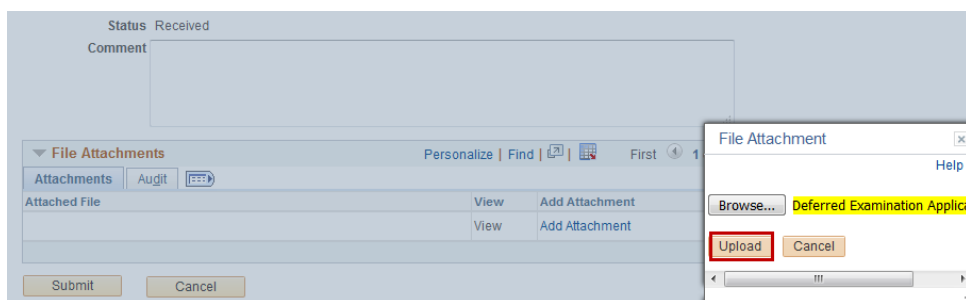 Status Received
Comment
File Attachments Personalize | Find | | First 1
Attachments Audit
Attached File View Add Attachment
View Add Attachment
Submit Cancel
File Attachment
Help
Browse... Deferred Examination Applica
Upload Cancel